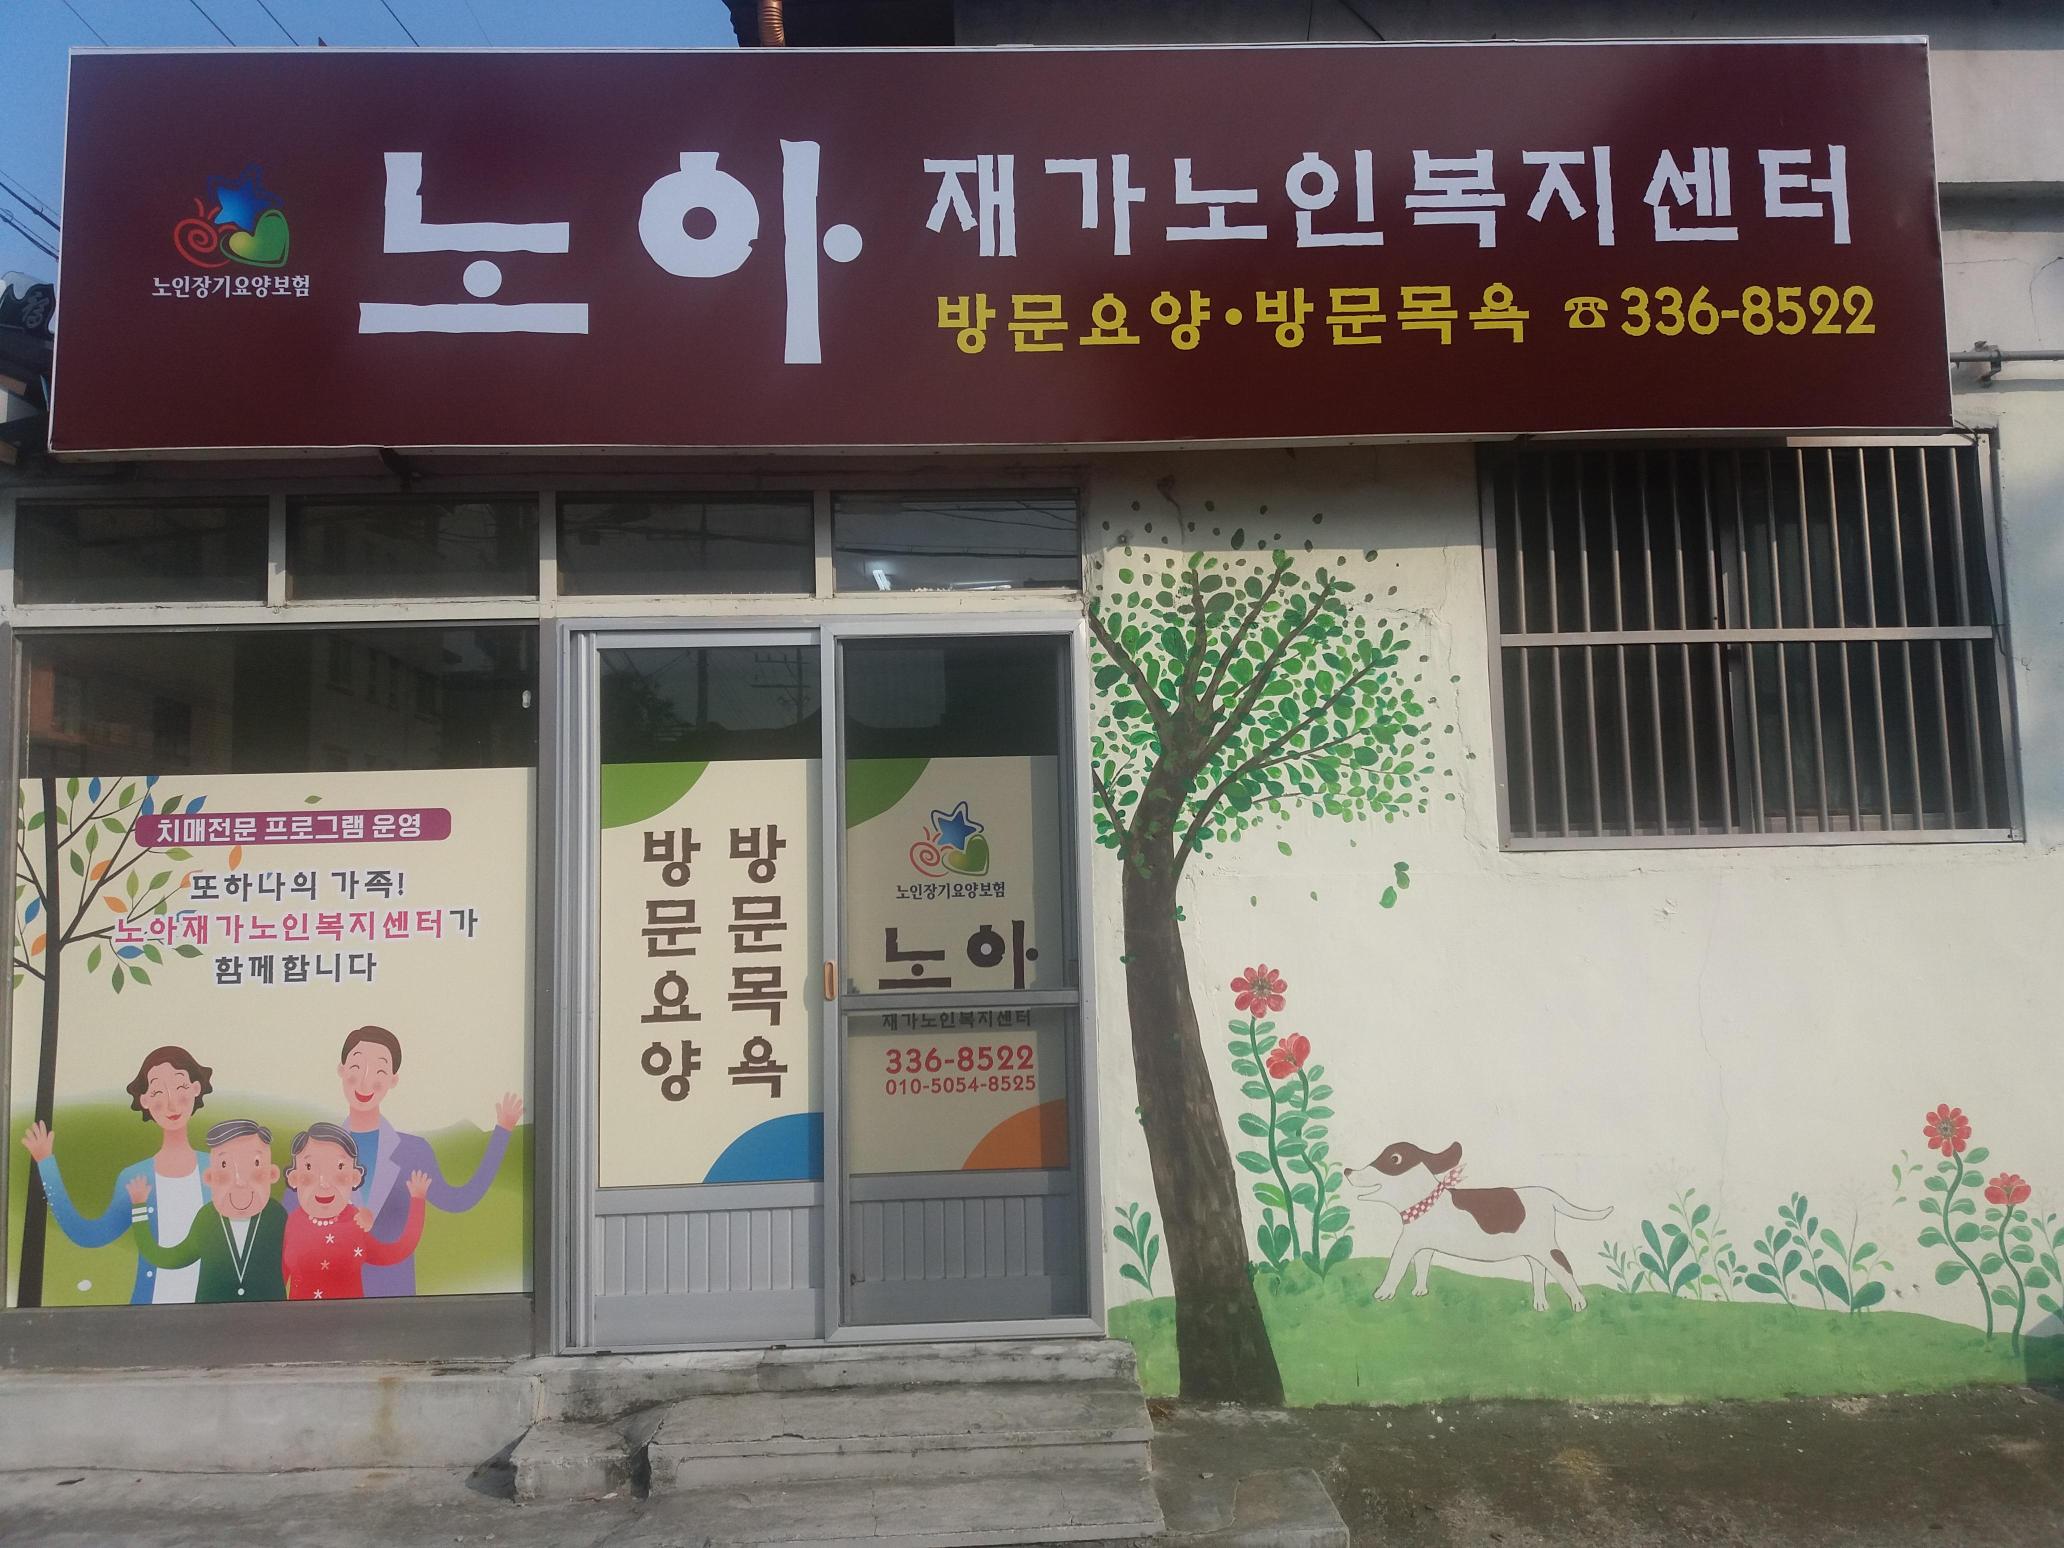 노인장기요양보험
노아 재가노인복지센터
방문요양·방문목욕 ☎336-8522
치매전문 프로그램 운영
또하나의 가족!
노아재가노인복지센터가
함께합니다
방문요양
방문목욕
노인장기요양보험
노아
재가노인복지센터
336-8522
010-5054-8525